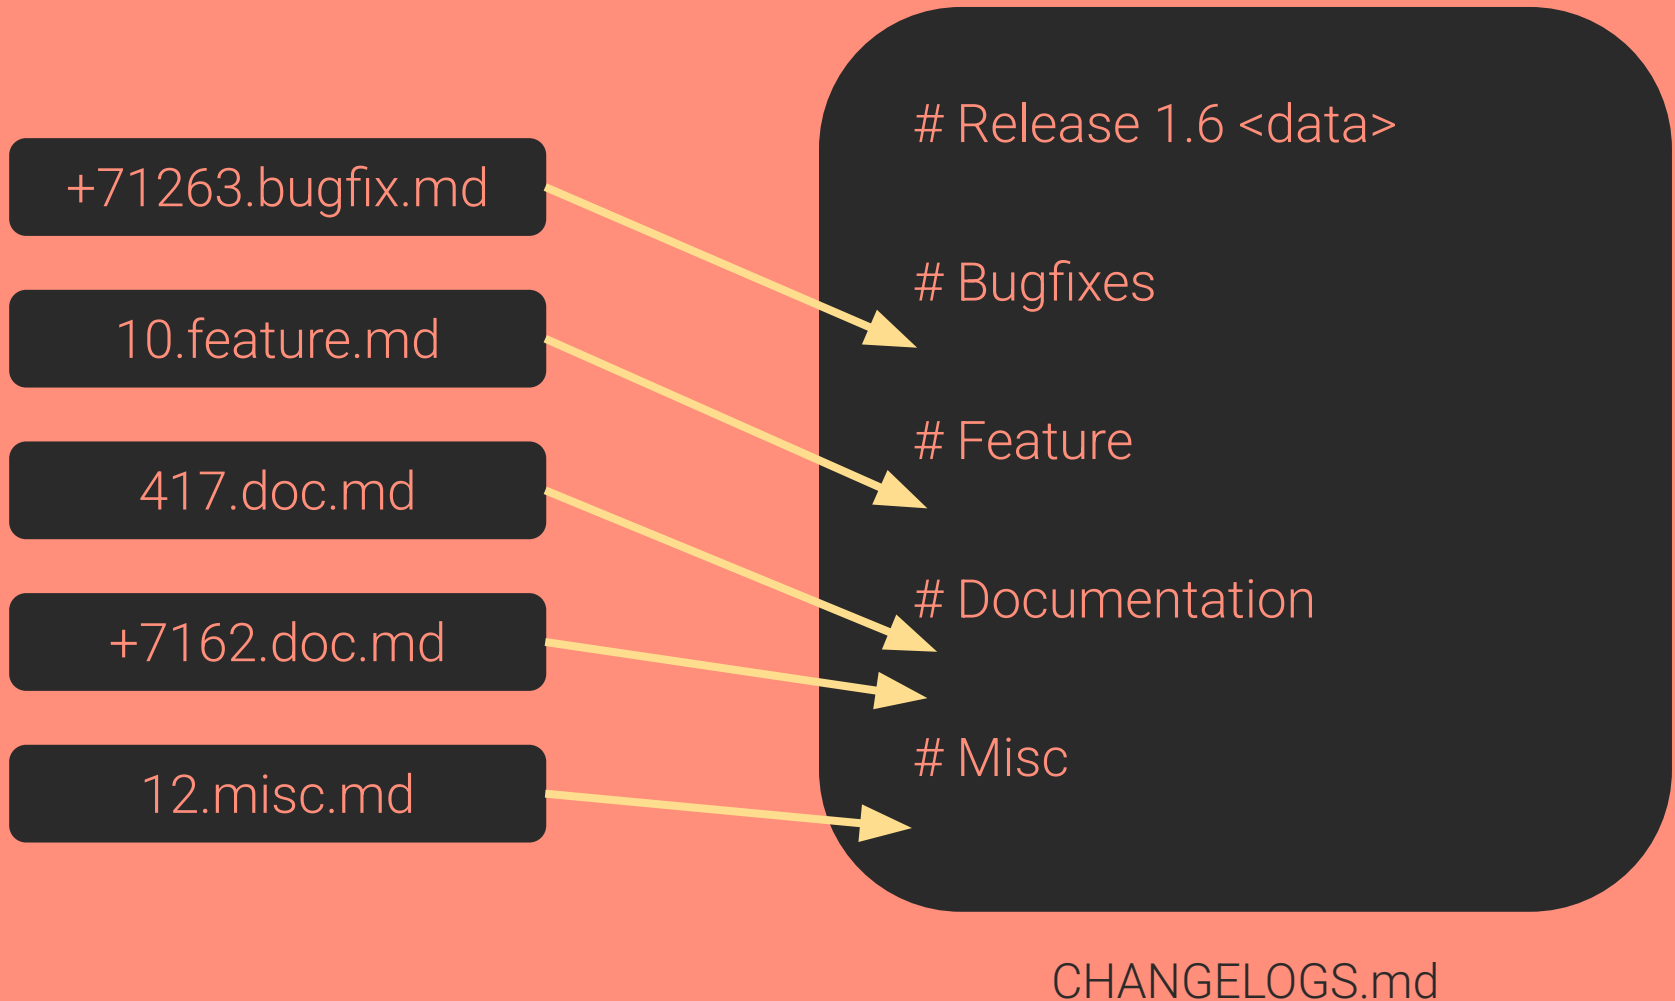 +71263.bugfix.md
10.feature.md
417.doc.md
+7162.doc.md
12.misc.md
# Release 1.6 <data>
# Bugfixes
# Feature
# Documentation
# Misc
CHANGELOGS.md